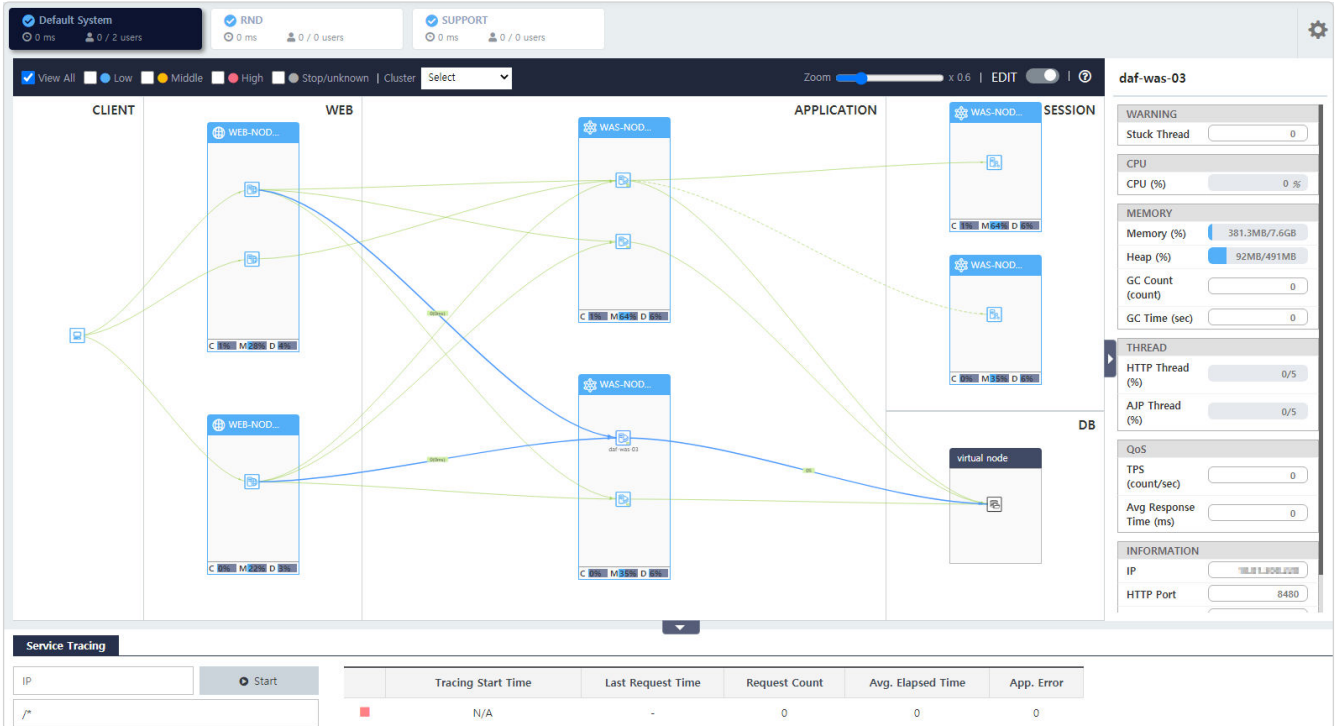 Default System
0 ms 0 / 2 users
RND
0 ms 0 / 0 users
SUPPORT
0 ms 0 / 0 users
View All Low Middle High Stop/unknown | Cluster Select
Zoom x 0.6 | EDIT |
CLIENT
WEB
APPLICATION
SESSION
DB
WEB-NOD...
C 1% M 28% D 4%
WEB-NOD...
C 0% M 22% D 3%
WAS-NOD...
C 1% M 64% D 6%
WAS-NOD...
daf-was-03
C 0% M 35% D 6%
WAS-NOD...
C 1% M 64% D 6%
WAS-NOD...
C 0% M 35% D 6%
virtual node
daf-was-03
WARNING
Stuck Thread 0
CPU
CPU (%) 0 %
MEMORY
Memory (%) 381.3MB/7.6GB
Heap (%) 92MB/491MB
GC Count
(count) 0
GC Time (sec) 0
THREAD
HTTP Thread
(%) 0/5
AJP Thread
(%) 0/5
QoS
TPS
(count/sec) 0
Avg Response
Time (ms) 0
INFORMATION
IP
HTTP Port 8480
Service Tracing
IP
Start
/*
Tracing Start Time Last Request Time Request Count Avg. Elapsed Time App. Error
N/A - 0 0 0